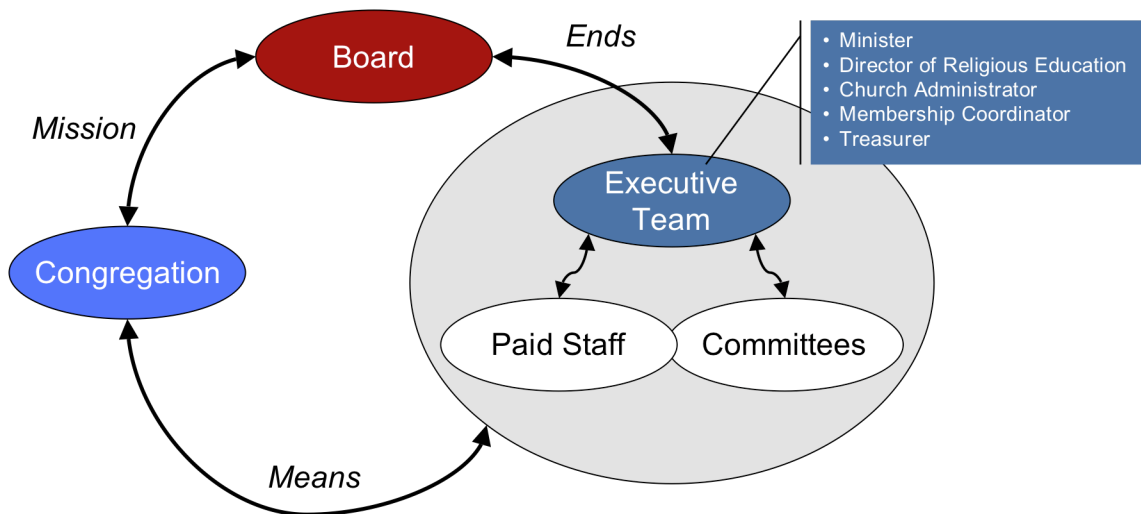 Board
Ends
• Minister
• Director of Religious Education
• Church Administrator
• Membership Coordinator
• Treasurer
Mission
Executive
Team
Congregation
Paid Staff
Committees
Means